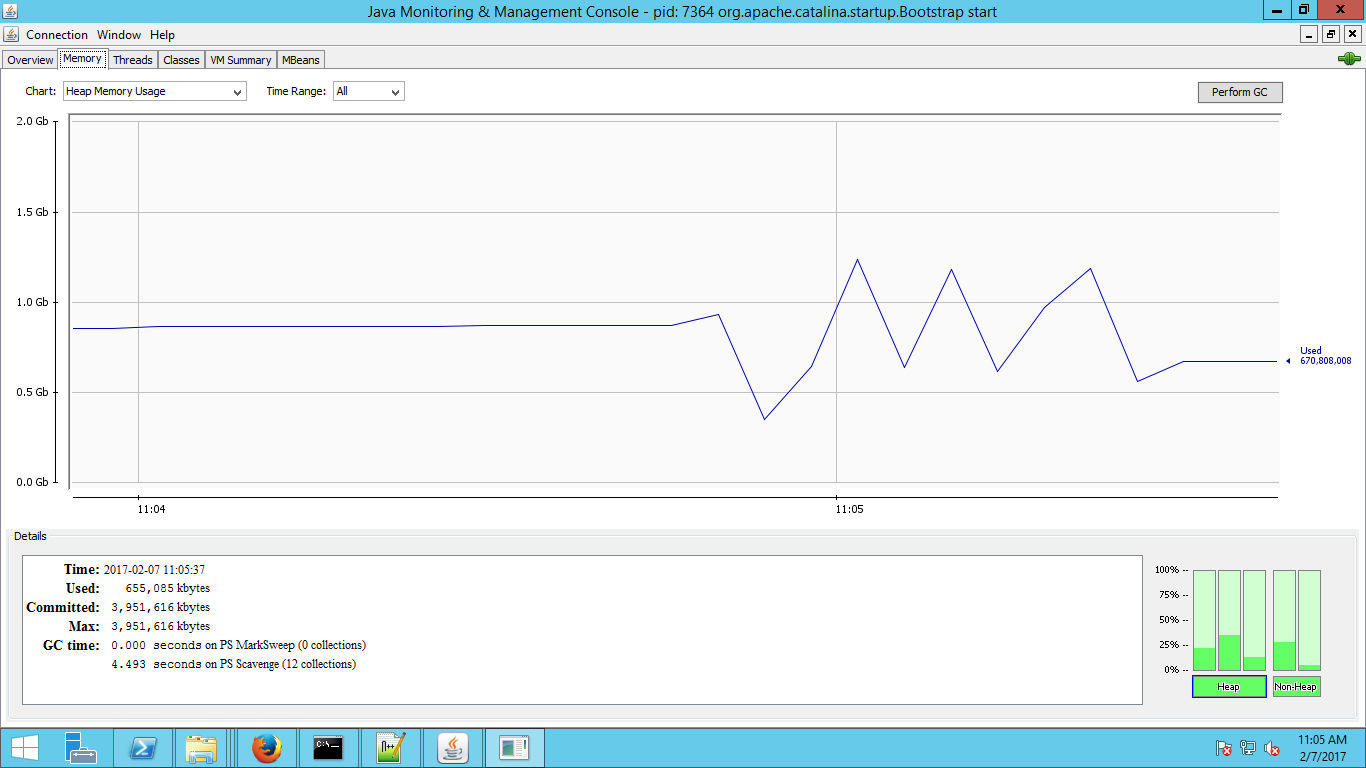 Java Monitoring & Management Console - pid: 7364 org.apache.catalina.startup.Bootstrap start
Connection Window Help
Overview Memory Threads Classes VM Summary MBeans
Chart: Heap Memory Usage Time Range: All Perform GC
2.0 Gb
1.5 Gb
1.0 Gb
Used
670,808,008
0.5 Gb
0.0 Gb
11:04 11:05
Details
Time: 2017-02-07 11:05:37
Used: 655,085 kbytes
Committed: 3,951,616 kbytes
Max: 3,951,616 kbytes
GC time: 0.000 seconds on PS MarkSweep (0 collections)
4.493 seconds on PS Scavenge (12 collections)
100% --
75% --
50% --
25% --
0% --
Heap Non-Heap
C:\_
11:05 AM
2/7/2017